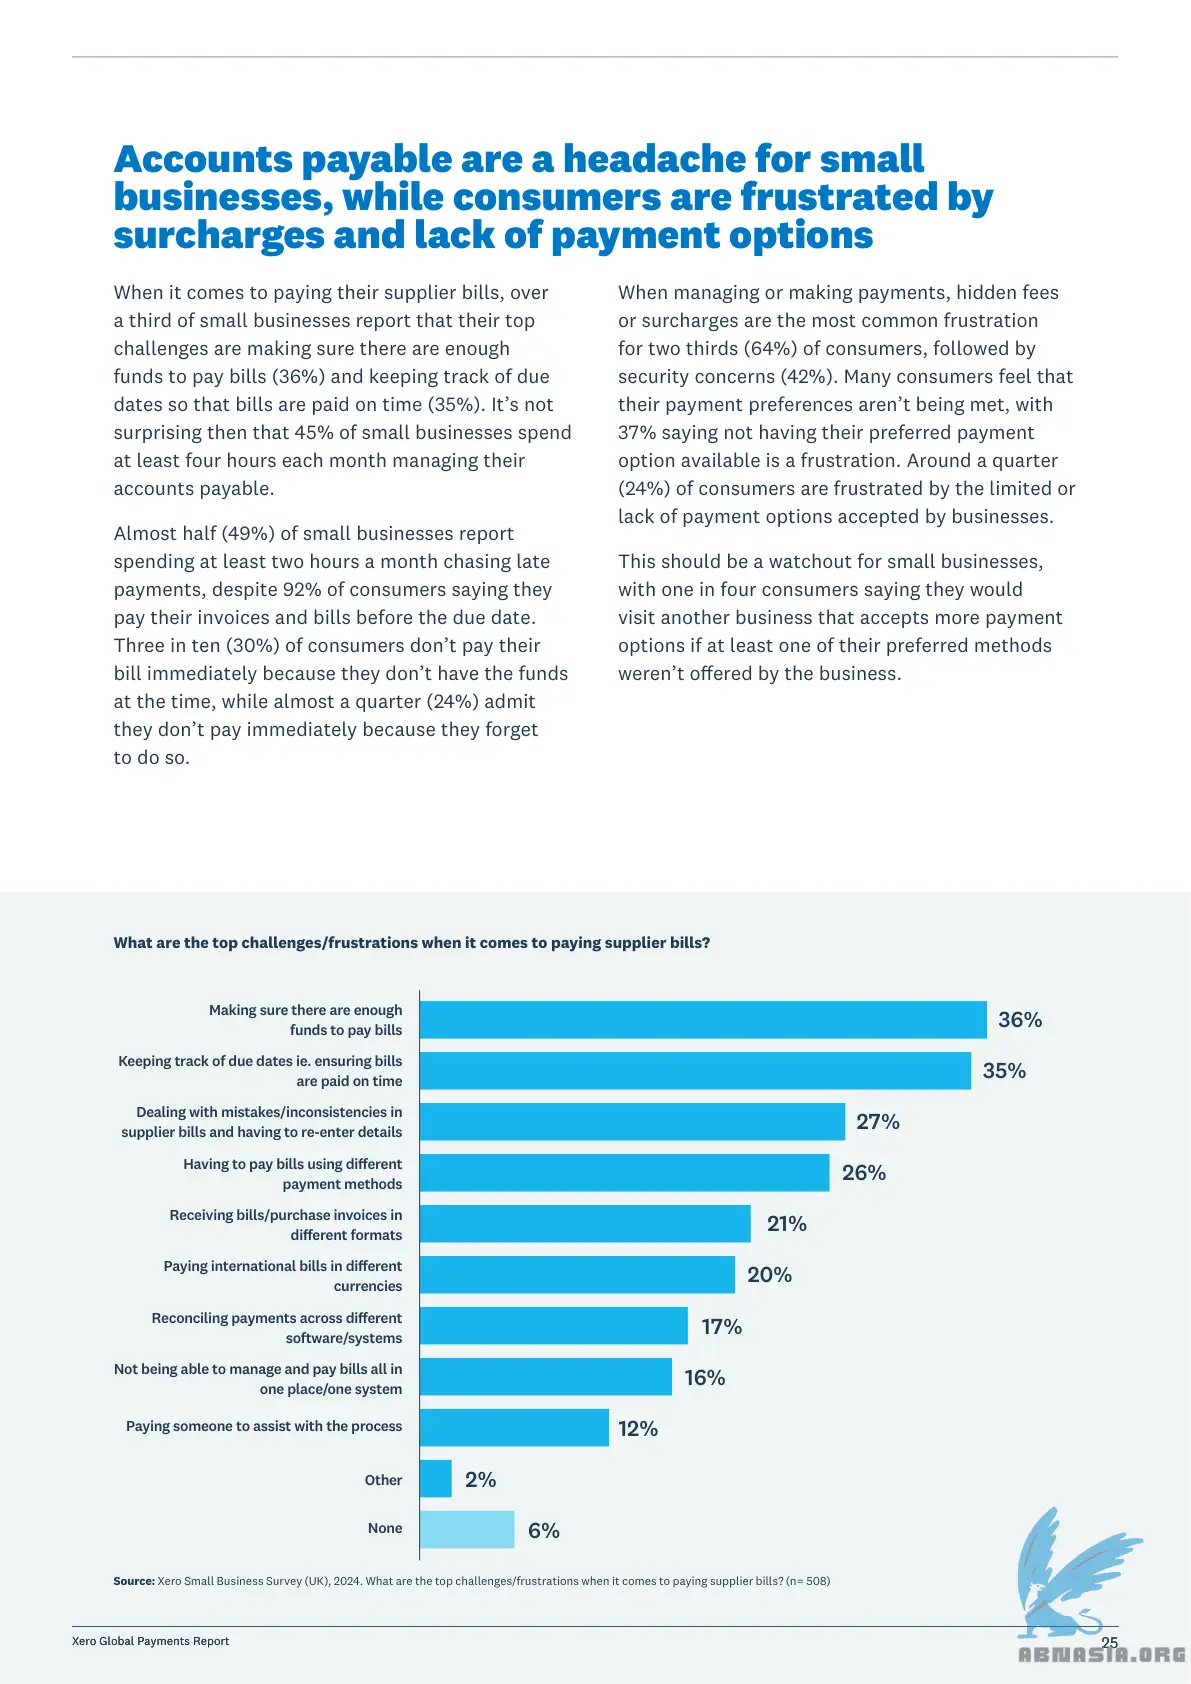 Accounts payable are a headache for small
businesses, while consumers are frustrated by
surcharges and lack of payment options
When it comes to paying their supplier bills, over
a third of small businesses report that their top
challenges are making sure there are enough
funds to pay bills (36%) and keeping track of due
dates so that bills are paid on time (35%). It’s not
surprising then that 45% of small businesses spend
at least four hours each month managing their
accounts payable.
Almost half (49%) of small businesses report
spending at least two hours a month chasing late
payments, despite 92% of consumers saying they
pay their invoices and bills before the due date.
Three in ten (30%) of consumers don’t pay their
bill immediately because they don’t have the funds
at the time, while almost a quarter (24%) admit
they don’t pay immediately because they forget
to do so.
When managing or making payments, hidden fees
or surcharges are the most common frustration
for two thirds (64%) of consumers, followed by
security concerns (42%). Many consumers feel that
their payment preferences aren’t being met, with
37% saying not having their preferred payment
option available is a frustration. Around a quarter
(24%) of consumers are frustrated by the limited or
lack of payment options accepted by businesses.
This should be a watchout for small businesses,
with one in four consumers saying they would
visit another business that accepts more payment
options if at least one of their preferred methods
weren’t offered by the business.
What are the top challenges/frustrations when it comes to paying supplier bills?
Making sure there are enough
funds to pay bills
36%
Keeping track of due dates ie. ensuring bills
are paid on time
35%
Dealing with mistakes/inconsistencies in
supplier bills and having to re-enter details
27%
Having to pay bills using different
payment methods
26%
Receiving bills/purchase invoices in
different formats
21%
Paying international bills in different
currencies
20%
Reconciling payments across different
software/systems
17%
Not being able to manage and pay bills all in
one place/one system
16%
Paying someone to assist with the process
12%
Other
2%
None
6%
Source: Xero Small Business Survey (UK), 2024. What are the top challenges/frustrations when it comes to paying supplier bills? (n= 508)
Xero Global Payments Report
25
ABNASIA.ORG